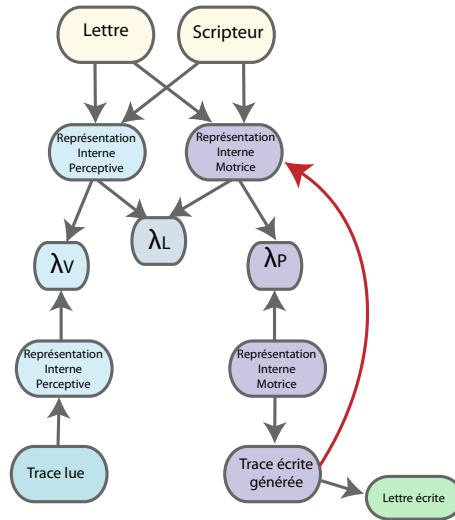 Lettre
Scripteur
Représentation
Interne
Perceptive
Représentation
Interne
Motrice
λL
λV
λP
Représentation
Interne
Perceptive
Représentation
Interne
Motrice
Trace lue
Trace écrite
générée
Lettre écrite